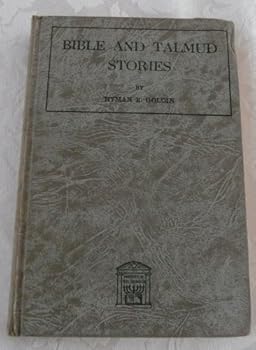 BIBLE AND TALMUD
STORIES
BY
HYMAN E. GOLDIN